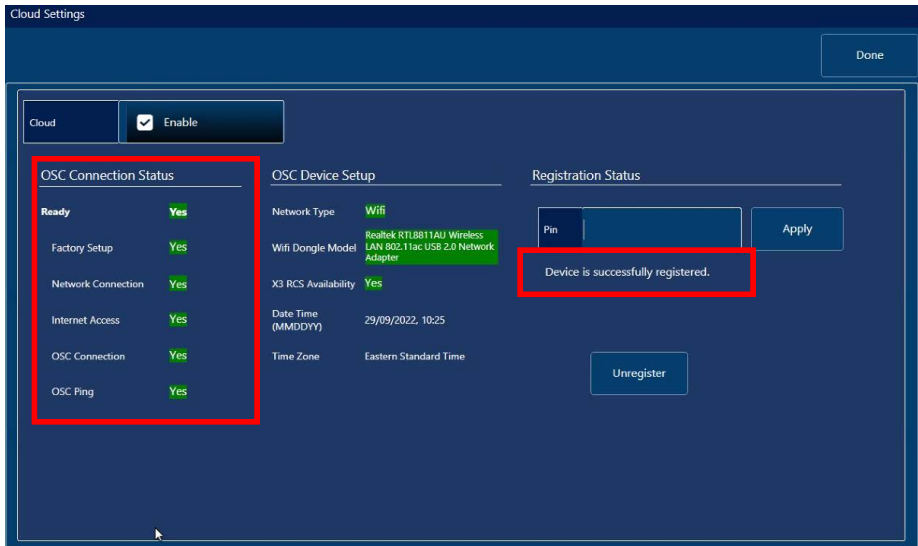 Cloud Settings
Done
Cloud
Enable
OSC Connection Status
Ready Yes
Factory Setup Yes
Network Connection Yes
Internet Access Yes
OSC Connection Yes
OSC Ping Yes
OSC Device Setup
Network Type Wifi
Wifi Dongle Model
Realtek RTL8811AU Wireless
LAN 802.11ac USB 2.0 Network
Adapter
X3 RCS Availability Yes
Date Time
(MMDDYY)
29/09/2022, 10:25
Time Zone Eastern Standard Time
Registration Status
Pin
Apply
Device is successfully registered.
Unregister